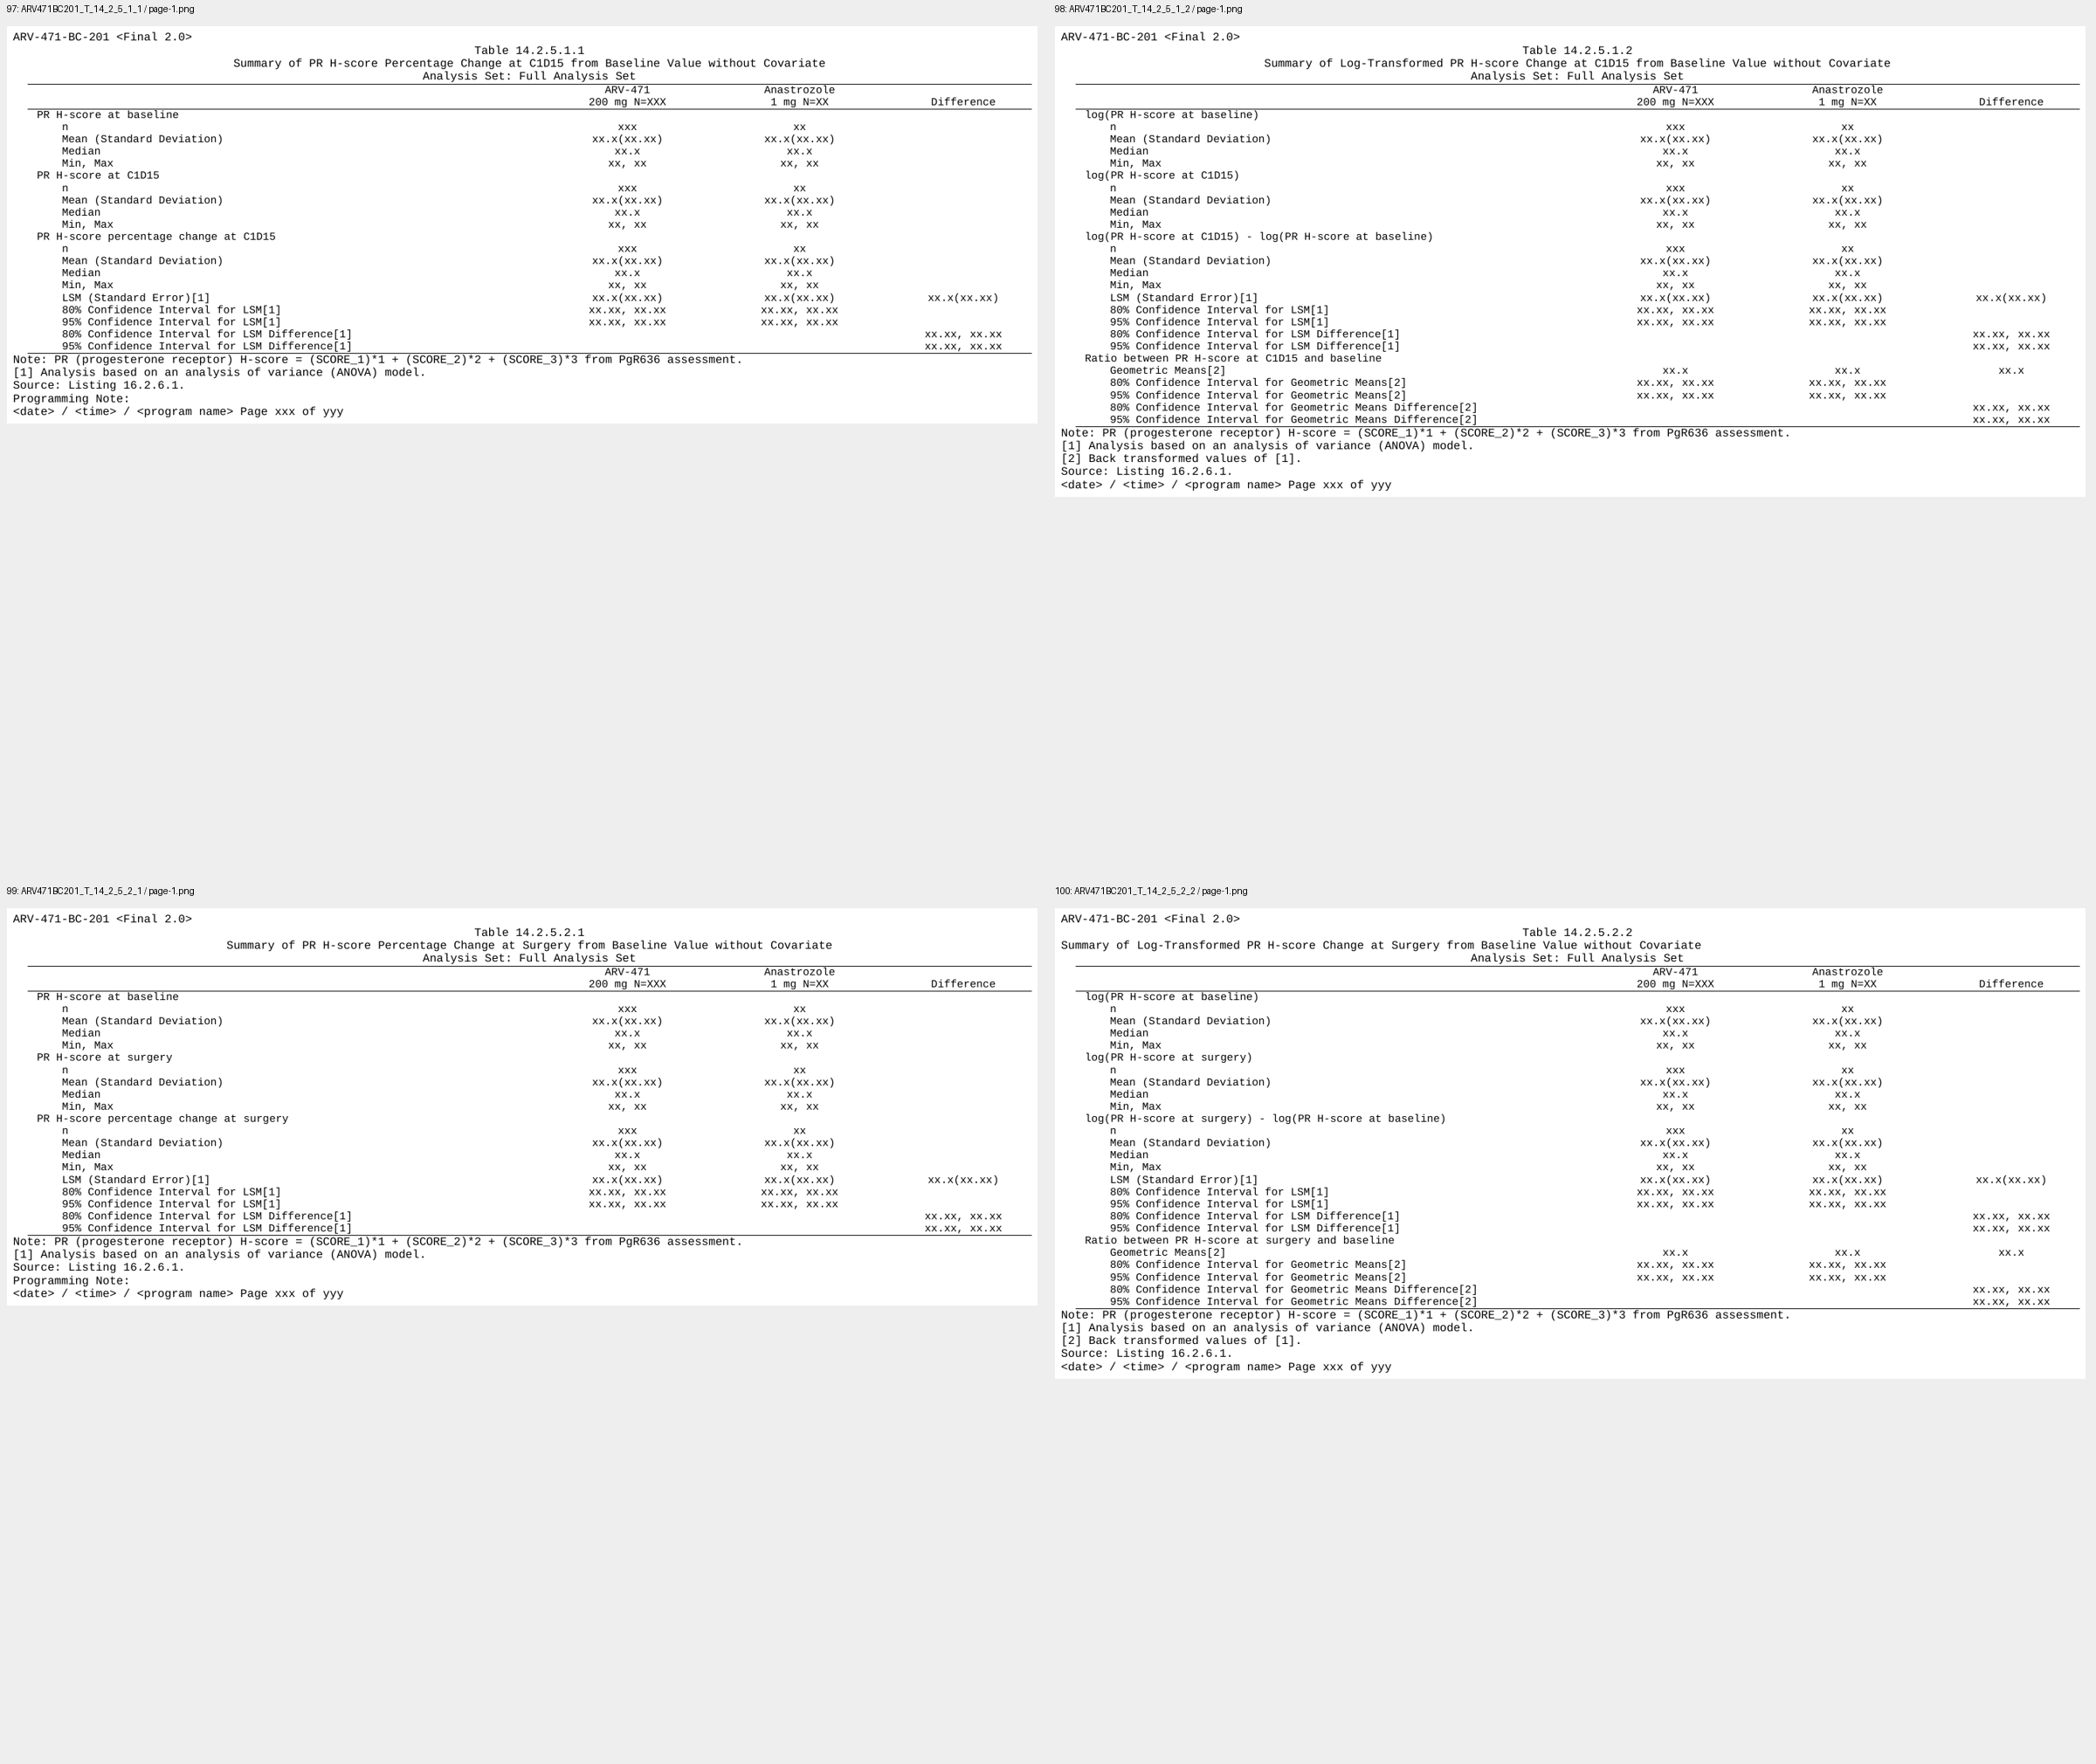 97: ARV471BC201_T_14_2_5_1_1 / page-1.png
ARV-471-BC-201 <Final 2.0>
Table 14.2.5.1.1
Summary of PR H-score Percentage Change at C1D15 from Baseline Value without Covariate
Analysis Set: Full Analysis Set
ARV-471 Anastrozole
200 mg N=XXX 1 mg N=XX Difference
PR H-score at baseline
n xxx xx
Mean (Standard Deviation) xx.x(xx.xx) xx.x(xx.xx)
Median xx.x xx.x
Min, Max xx, xx xx, xx
PR H-score at C1D15
n xxx xx
Mean (Standard Deviation) xx.x(xx.xx) xx.x(xx.xx)
Median xx.x xx.x
Min, Max xx, xx xx, xx
PR H-score percentage change at C1D15
n xxx xx
Mean (Standard Deviation) xx.x(xx.xx) xx.x(xx.xx)
Median xx.x xx.x
Min, Max xx, xx xx, xx
LSM (Standard Error)[1] xx.x(xx.xx) xx.x(xx.xx) xx.x(xx.xx)
80% Confidence Interval for LSM[1] xx.xx, xx.xx xx.xx, xx.xx
95% Confidence Interval for LSM[1] xx.xx, xx.xx xx.xx, xx.xx
80% Confidence Interval for LSM Difference[1] xx.xx, xx.xx
95% Confidence Interval for LSM Difference[1] xx.xx, xx.xx
Note: PR (progesterone receptor) H-score = (SCORE_1)*1 + (SCORE_2)*2 + (SCORE_3)*3 from PgR636 assessment.
[1] Analysis based on an analysis of variance (ANOVA) model.
Source: Listing 16.2.6.1.
Programming Note:
<date> / <time> / <program name> Page xxx of yyy
98: ARV471BC201_T_14_2_5_1_2 / page-1.png
ARV-471-BC-201 <Final 2.0>
Table 14.2.5.1.2
Summary of Log-Transformed PR H-score Change at C1D15 from Baseline Value without Covariate
Analysis Set: Full Analysis Set
ARV-471 Anastrozole
200 mg N=XXX 1 mg N=XX Difference
log(PR H-score at baseline)
n xxx xx
Mean (Standard Deviation) xx.x(xx.xx) xx.x(xx.xx)
Median xx.x xx.x
Min, Max xx, xx xx, xx
log(PR H-score at C1D15)
n xxx xx
Mean (Standard Deviation) xx.x(xx.xx) xx.x(xx.xx)
Median xx.x xx.x
Min, Max xx, xx xx, xx
log(PR H-score at C1D15) - log(PR H-score at baseline)
n xxx xx
Mean (Standard Deviation) xx.x(xx.xx) xx.x(xx.xx)
Median xx.x xx.x
Min, Max xx, xx xx, xx
LSM (Standard Error)[1] xx.x(xx.xx) xx.x(xx.xx) xx.x(xx.xx)
80% Confidence Interval for LSM[1] xx.xx, xx.xx xx.xx, xx.xx
95% Confidence Interval for LSM[1] xx.xx, xx.xx xx.xx, xx.xx
80% Confidence Interval for LSM Difference[1] xx.xx, xx.xx
95% Confidence Interval for LSM Difference[1] xx.xx, xx.xx
Ratio between PR H-score at C1D15 and baseline
Geometric Means[2] xx.x xx.x xx.x
80% Confidence Interval for Geometric Means[2] xx.xx, xx.xx xx.xx, xx.xx
95% Confidence Interval for Geometric Means[2] xx.xx, xx.xx xx.xx, xx.xx
80% Confidence Interval for Geometric Means Difference[2] xx.xx, xx.xx
95% Confidence Interval for Geometric Means Difference[2] xx.xx, xx.xx
Note: PR (progesterone receptor) H-score = (SCORE_1)*1 + (SCORE_2)*2 + (SCORE_3)*3 from PgR636 assessment.
[1] Analysis based on an analysis of variance (ANOVA) model.
[2] Back transformed values of [1].
Source: Listing 16.2.6.1.
<date> / <time> / <program name> Page xxx of yyy
99: ARV471BC201_T_14_2_5_2_1 / page-1.png
ARV-471-BC-201 <Final 2.0>
Table 14.2.5.2.1
Summary of PR H-score Percentage Change at Surgery from Baseline Value without Covariate
Analysis Set: Full Analysis Set
ARV-471 Anastrozole
200 mg N=XXX 1 mg N=XX Difference
PR H-score at baseline
n xxx xx
Mean (Standard Deviation) xx.x(xx.xx) xx.x(xx.xx)
Median xx.x xx.x
Min, Max xx, xx xx, xx
PR H-score at surgery
n xxx xx
Mean (Standard Deviation) xx.x(xx.xx) xx.x(xx.xx)
Median xx.x xx.x
Min, Max xx, xx xx, xx
PR H-score percentage change at surgery
n xxx xx
Mean (Standard Deviation) xx.x(xx.xx) xx.x(xx.xx)
Median xx.x xx.x
Min, Max xx, xx xx, xx
LSM (Standard Error)[1] xx.x(xx.xx) xx.x(xx.xx) xx.x(xx.xx)
80% Confidence Interval for LSM[1] xx.xx, xx.xx xx.xx, xx.xx
95% Confidence Interval for LSM[1] xx.xx, xx.xx xx.xx, xx.xx
80% Confidence Interval for LSM Difference[1] xx.xx, xx.xx
95% Confidence Interval for LSM Difference[1] xx.xx, xx.xx
Note: PR (progesterone receptor) H-score = (SCORE_1)*1 + (SCORE_2)*2 + (SCORE_3)*3 from PgR636 assessment.
[1] Analysis based on an analysis of variance (ANOVA) model.
Source: Listing 16.2.6.1.
Programming Note:
<date> / <time> / <program name> Page xxx of yyy
100: ARV471BC201_T_14_2_5_2_2 / page-1.png
ARV-471-BC-201 <Final 2.0>
Table 14.2.5.2.2
Summary of Log-Transformed PR H-score Change at Surgery from Baseline Value without Covariate
Analysis Set: Full Analysis Set
ARV-471 Anastrozole
200 mg N=XXX 1 mg N=XX Difference
log(PR H-score at baseline)
n xxx xx
Mean (Standard Deviation) xx.x(xx.xx) xx.x(xx.xx)
Median xx.x xx.x
Min, Max xx, xx xx, xx
log(PR H-score at surgery)
n xxx xx
Mean (Standard Deviation) xx.x(xx.xx) xx.x(xx.xx)
Median xx.x xx.x
Min, Max xx, xx xx, xx
log(PR H-score at surgery) - log(PR H-score at baseline)
n xxx xx
Mean (Standard Deviation) xx.x(xx.xx) xx.x(xx.xx)
Median xx.x xx.x
Min, Max xx, xx xx, xx
LSM (Standard Error)[1] xx.x(xx.xx) xx.x(xx.xx) xx.x(xx.xx)
80% Confidence Interval for LSM[1] xx.xx, xx.xx xx.xx, xx.xx
95% Confidence Interval for LSM[1] xx.xx, xx.xx xx.xx, xx.xx
80% Confidence Interval for LSM Difference[1] xx.xx, xx.xx
95% Confidence Interval for LSM Difference[1] xx.xx, xx.xx
Ratio between PR H-score at surgery and baseline
Geometric Means[2] xx.x xx.x xx.x
80% Confidence Interval for Geometric Means[2] xx.xx, xx.xx xx.xx, xx.xx
95% Confidence Interval for Geometric Means[2] xx.xx, xx.xx xx.xx, xx.xx
80% Confidence Interval for Geometric Means Difference[2] xx.xx, xx.xx
95% Confidence Interval for Geometric Means Difference[2] xx.xx, xx.xx
Note: PR (progesterone receptor) H-score = (SCORE_1)*1 + (SCORE_2)*2 + (SCORE_3)*3 from PgR636 assessment.
[1] Analysis based on an analysis of variance (ANOVA) model.
[2] Back transformed values of [1].
Source: Listing 16.2.6.1.
<date> / <time> / <program name> Page xxx of yyy